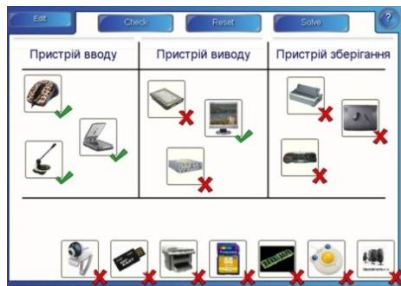 Edit
Check
Reset
Solve
?
Пристрій вводу
Пристрій виводу
Пристрій зберігання